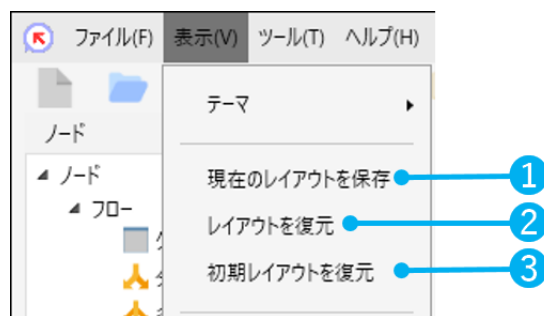 ファイル(F) 表示(V) ツール(T) ヘルプ(H)
テーマ
ノード
ノード
現在のレイアウトを保存 1
フロー
レイアウトを復元 2
初期レイアウトを復元 3